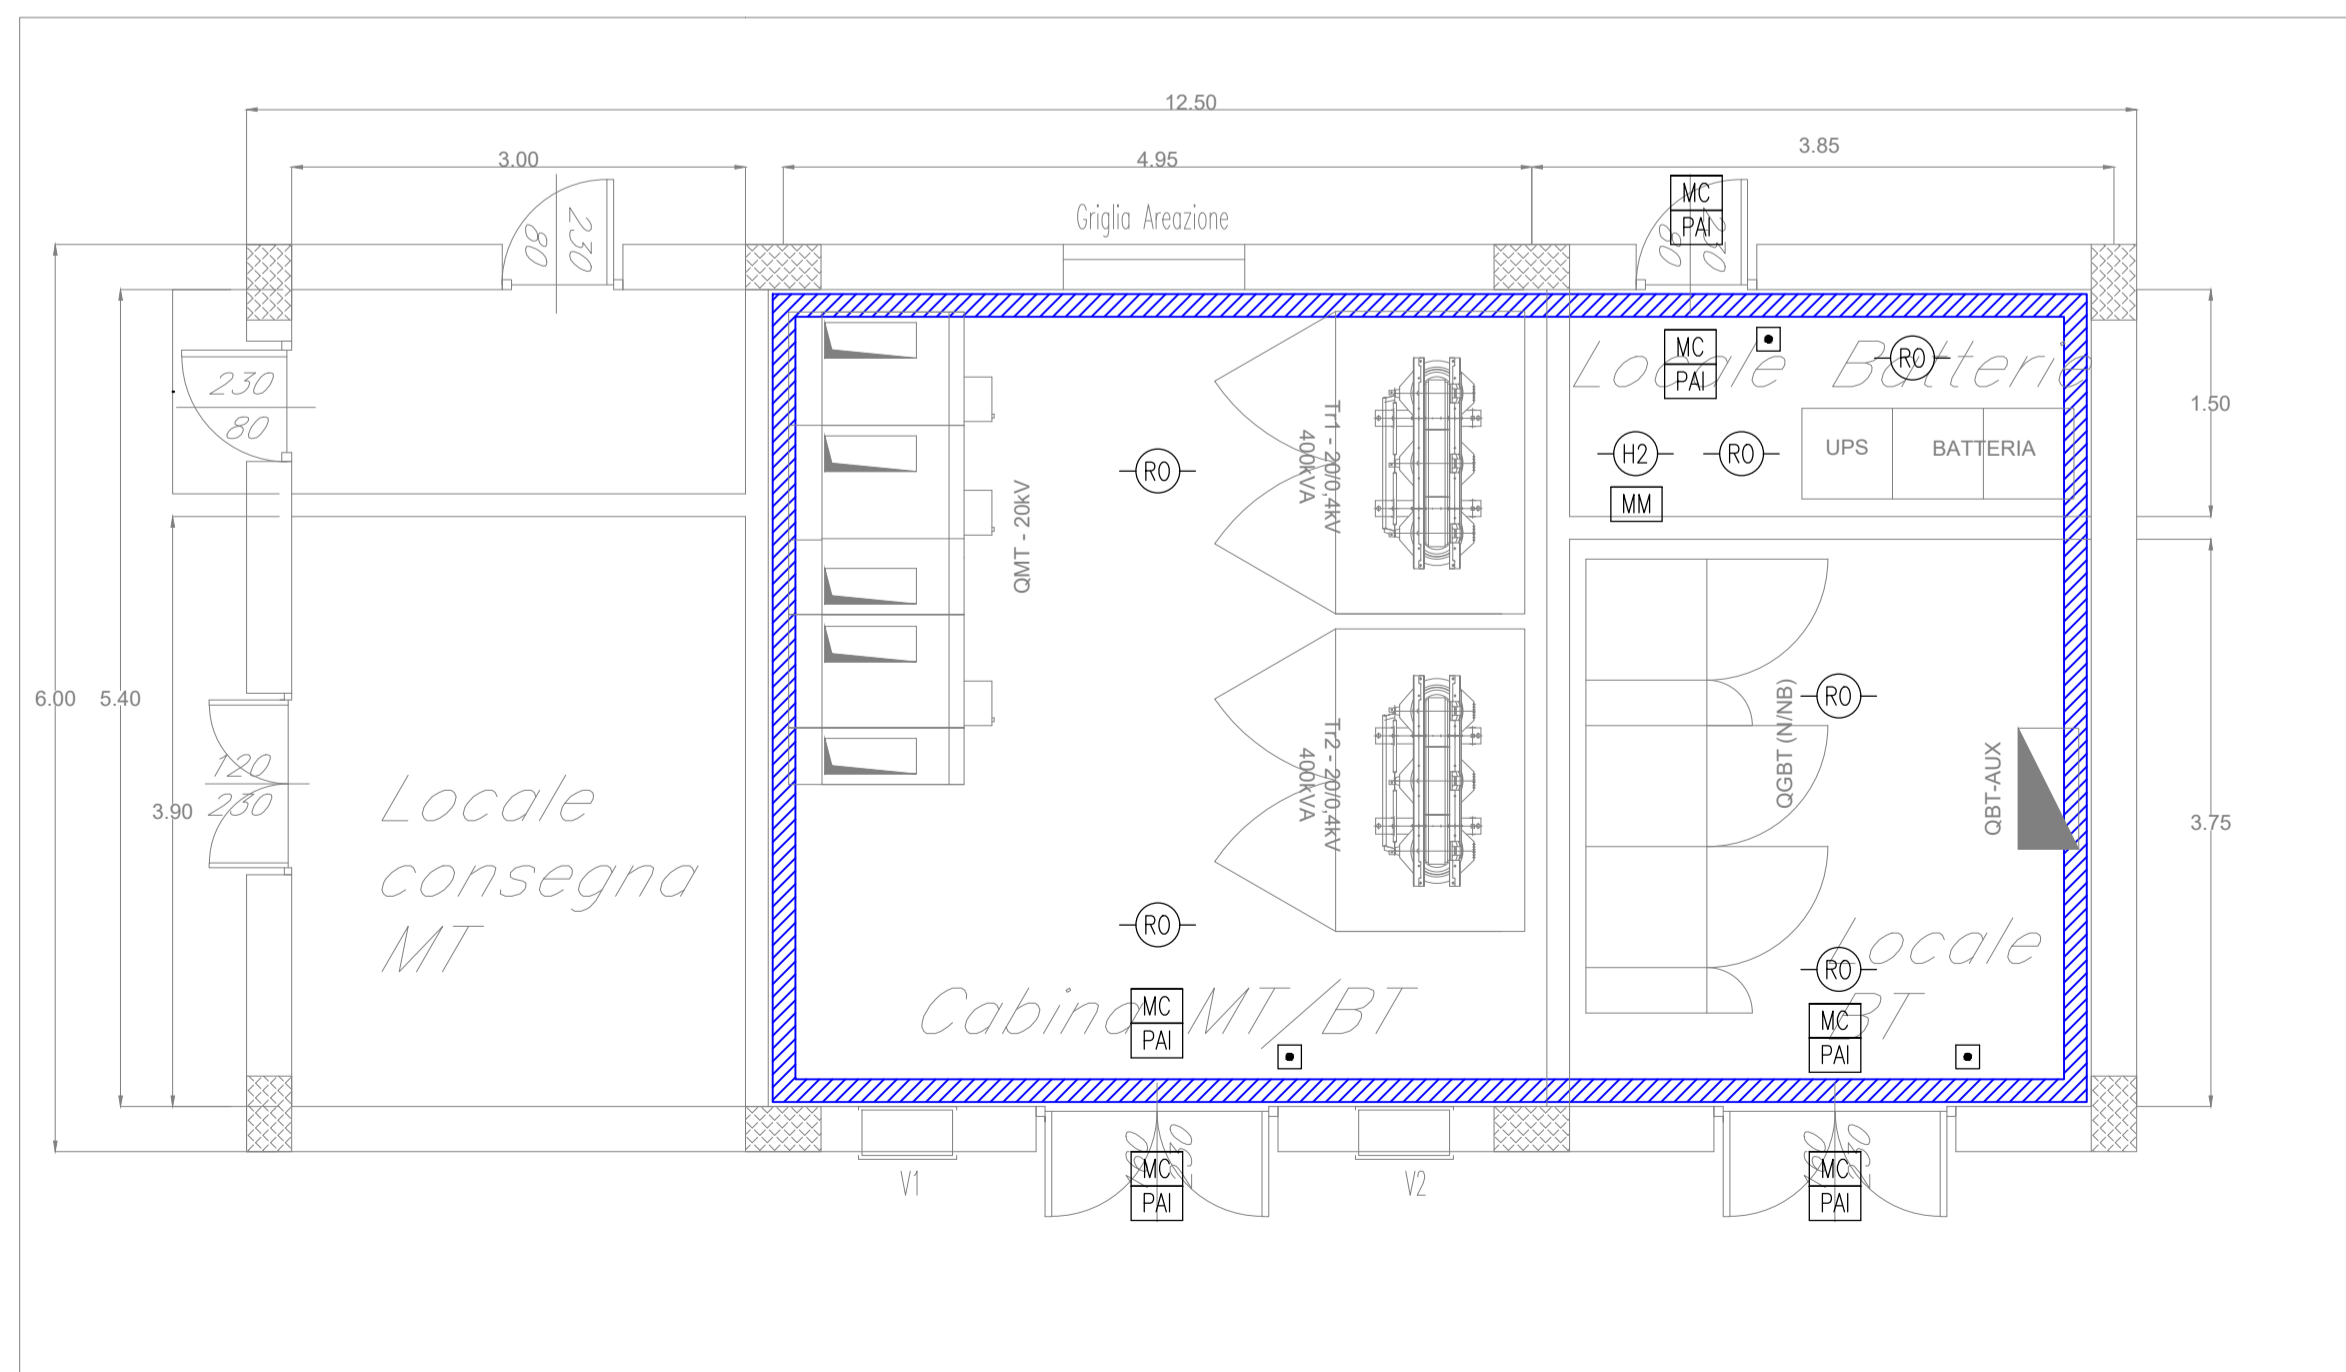 12.50
3.00
4.95
3.85
Griglia Areazione
80
230
MC
PAI
80
230
230
80
MC
PAI
Locale Batterie
RO
1.50
H2
RO
UPS
BATTERIA
MM
RO
QMT - 20kV
Tr1 - 20/0,4kV
400kVA
6.00
5.40
3.90
120
230
Locale
consegna
MT
Tr2 - 20/0,4kV
400kVA
RO
QGBT (N/NB)
QBT-AUX
3.75
RO
Cabina MT/BT
MC
PAI
RO
Locale
BT
MC
PAI
V1
MC
PAI
V2
MC
PAI